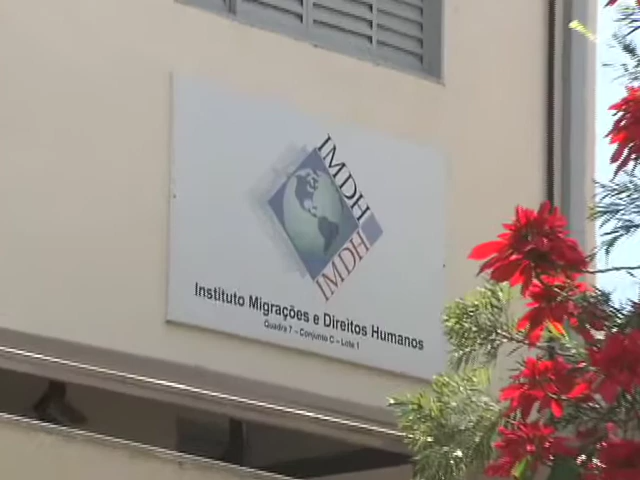 IMDH
IMDH
Instituto Migrações e Direitos Humanos
Quadra 7 – Conjunto C – Lote 1